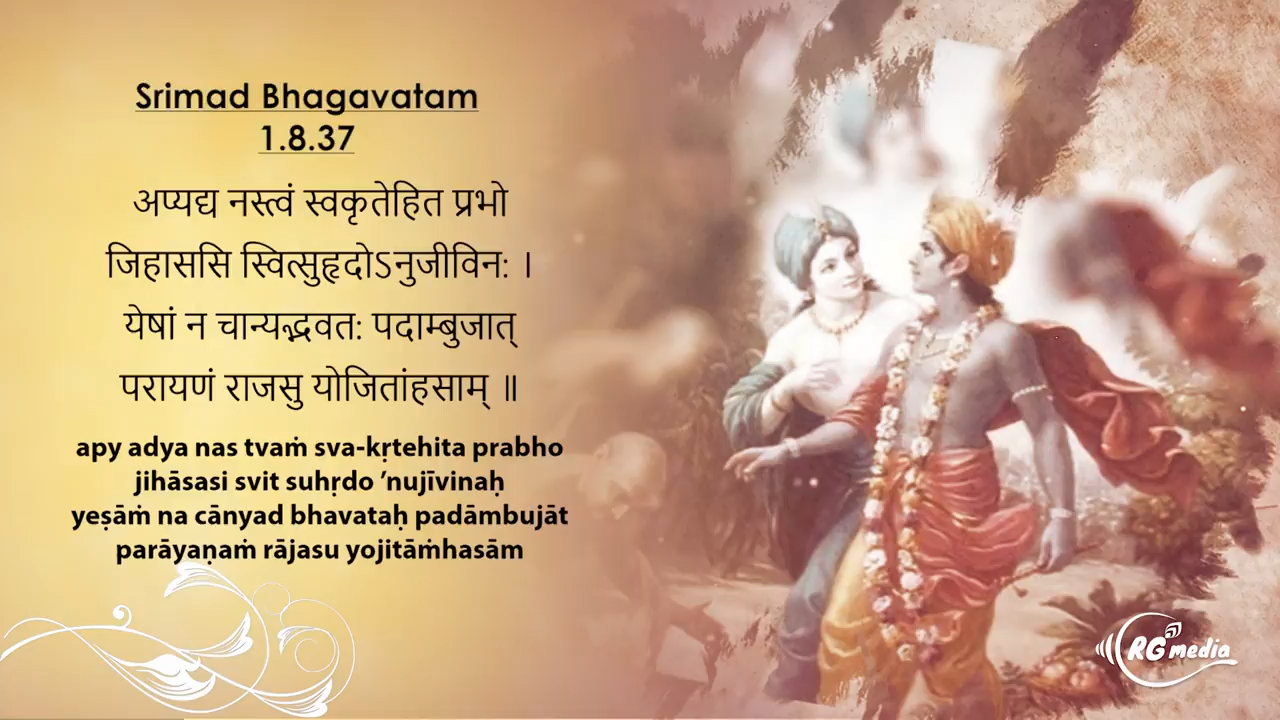 Srimad Bhagavatam
1.8.37
अप्यद्य नस्त्वं स्वकृतेहित प्रभो
जिहाससि स्वित्सुहृदोऽनुजीविन: ।
येषां न चान्यद्भवत: पदाम्बुजात्
परायणं राजसु योजितांहसाम् ॥
apy adya nas tvaṁ sva-kṛtehita prabho
jihāsasi svit suhṛdo ’nujīvinaḥ
yeṣāṁ na cānyad bhavataḥ padāmbujāt
parāyaṇaṁ rājasu yojitāṁhasām
RG media